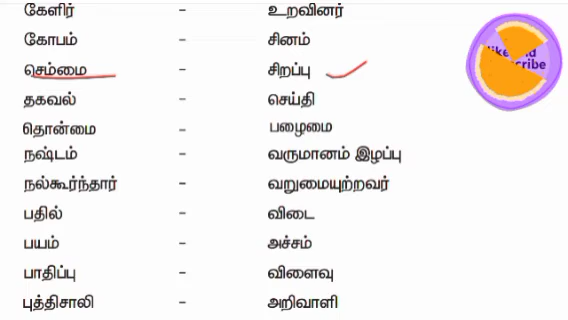 கேளிர் - உறவினர்
கோபம் - சினம்
செம்மை - சிறப்பு
தகவல் - செய்தி
தொன்மை - பழைமை
நஷ்டம் - வருமானம் இழப்பு
நல்கூர்ந்தார் - வறுமையுற்றவர்
பதில் - விடை
பயம் - அச்சம்
பாதிப்பு - விளைவு
புத்திசாலி - அறிவாளி